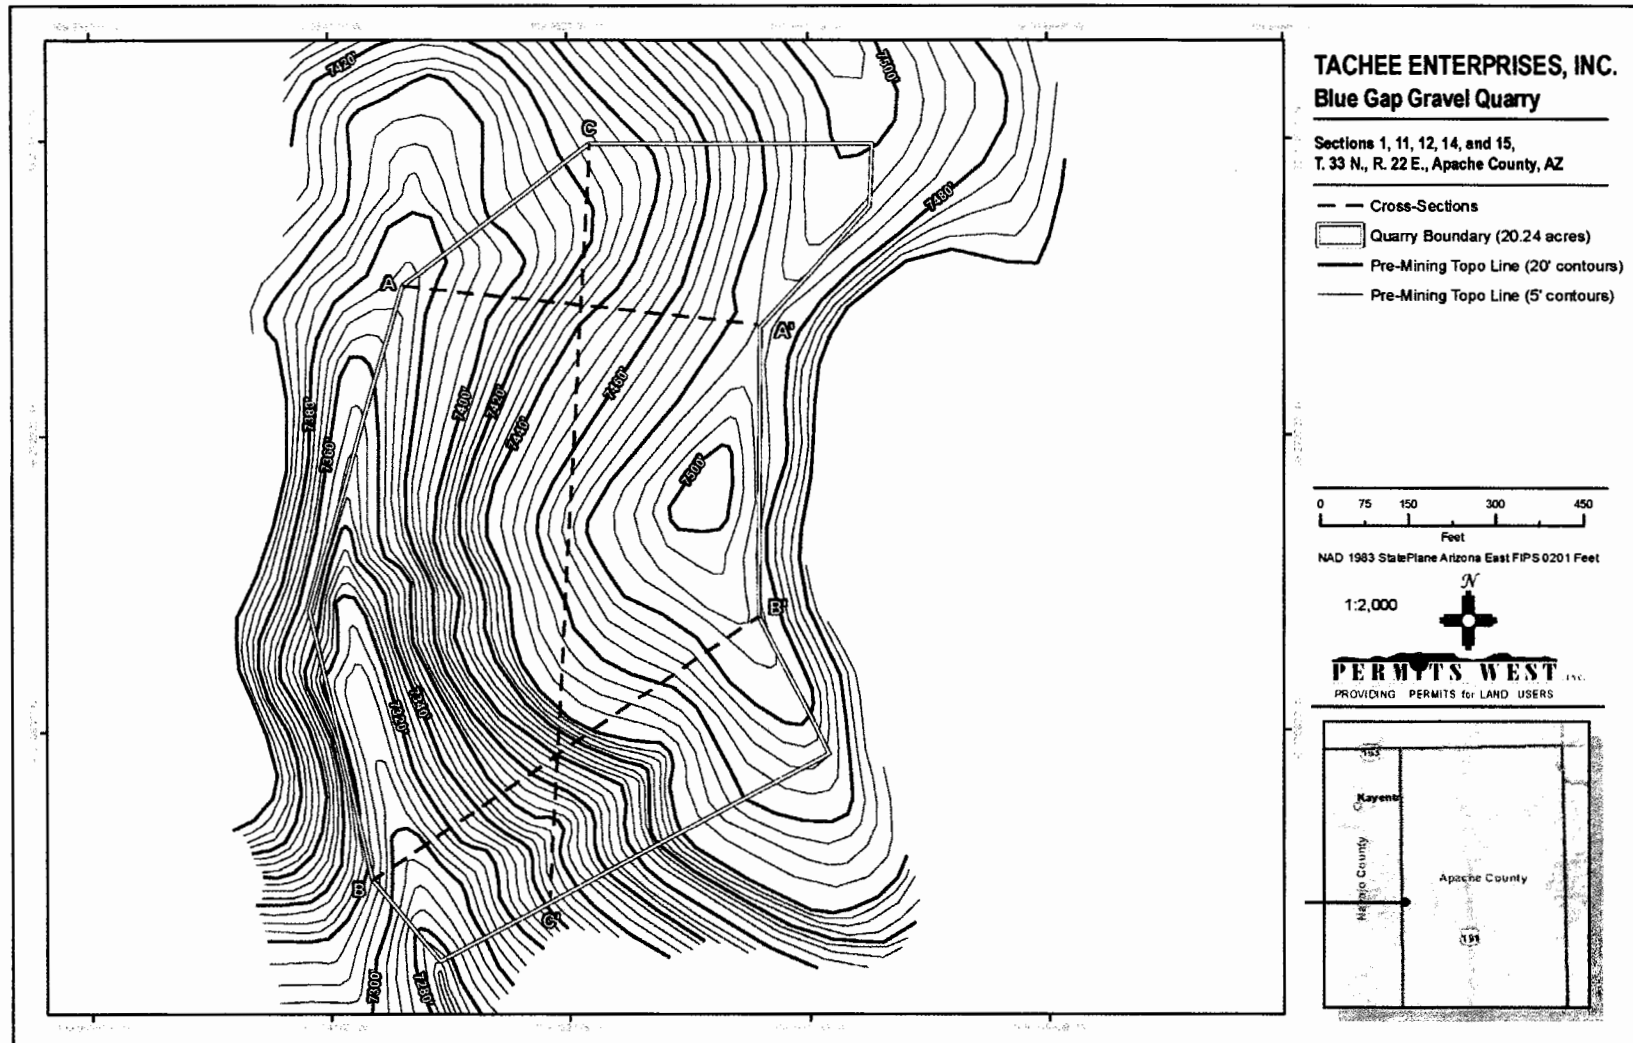 TACHEE ENTERPRISES, INC.
Blue Gap Gravel Quarry
Sections 1, 11, 12, 14, and 15,
T. 33 N., R. 22 E., Apache County, AZ
Cross-Sections
Quarry Boundary (20.24 acres)
Pre-Mining Topo Line (20' contours)
Pre-Mining Topo Line (5' contours)
0 75 150 300 450
Feet
NAD 1983 StatePlane Arizona East FIPS 0201 Feet
N
1:2,000
PERMITS WEST, INC.
PROVIDING PERMITS for LAND USERS
163
Kayenta
Navajo County
Apache County
191
7420'
7500'
C
7480'
A
A'
7380'
7400'
7420'
7440'
7460'
7360'
7500'
B'
7320'
B
C'
7300'
7280'